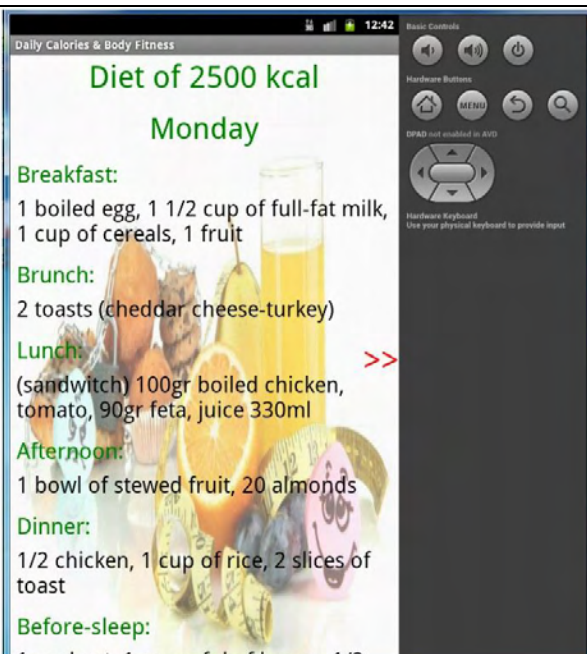 12:42
Daily Calories & Body Fitness
Diet of 2500 kcal
Monday
Breakfast:
1 boiled egg, 1 1/2 cup of full-fat milk,
1 cup of cereals, 1 fruit
Brunch:
2 toasts (cheddar cheese-turkey)
Lunch:
>>
(sandwitch) 100gr boiled chicken,
tomato, 90gr feta, juice 330ml
Afternoon:
1 bowl of stewed fruit, 20 almonds
Dinner:
1/2 chicken, 1 cup of rice, 2 slices of
toast
Before-sleep:
Basic Controls
Hardware Buttons
MENU
DPAD not enabled in AVD
Hardware Keyboard
Use your physical keyboard to provide input